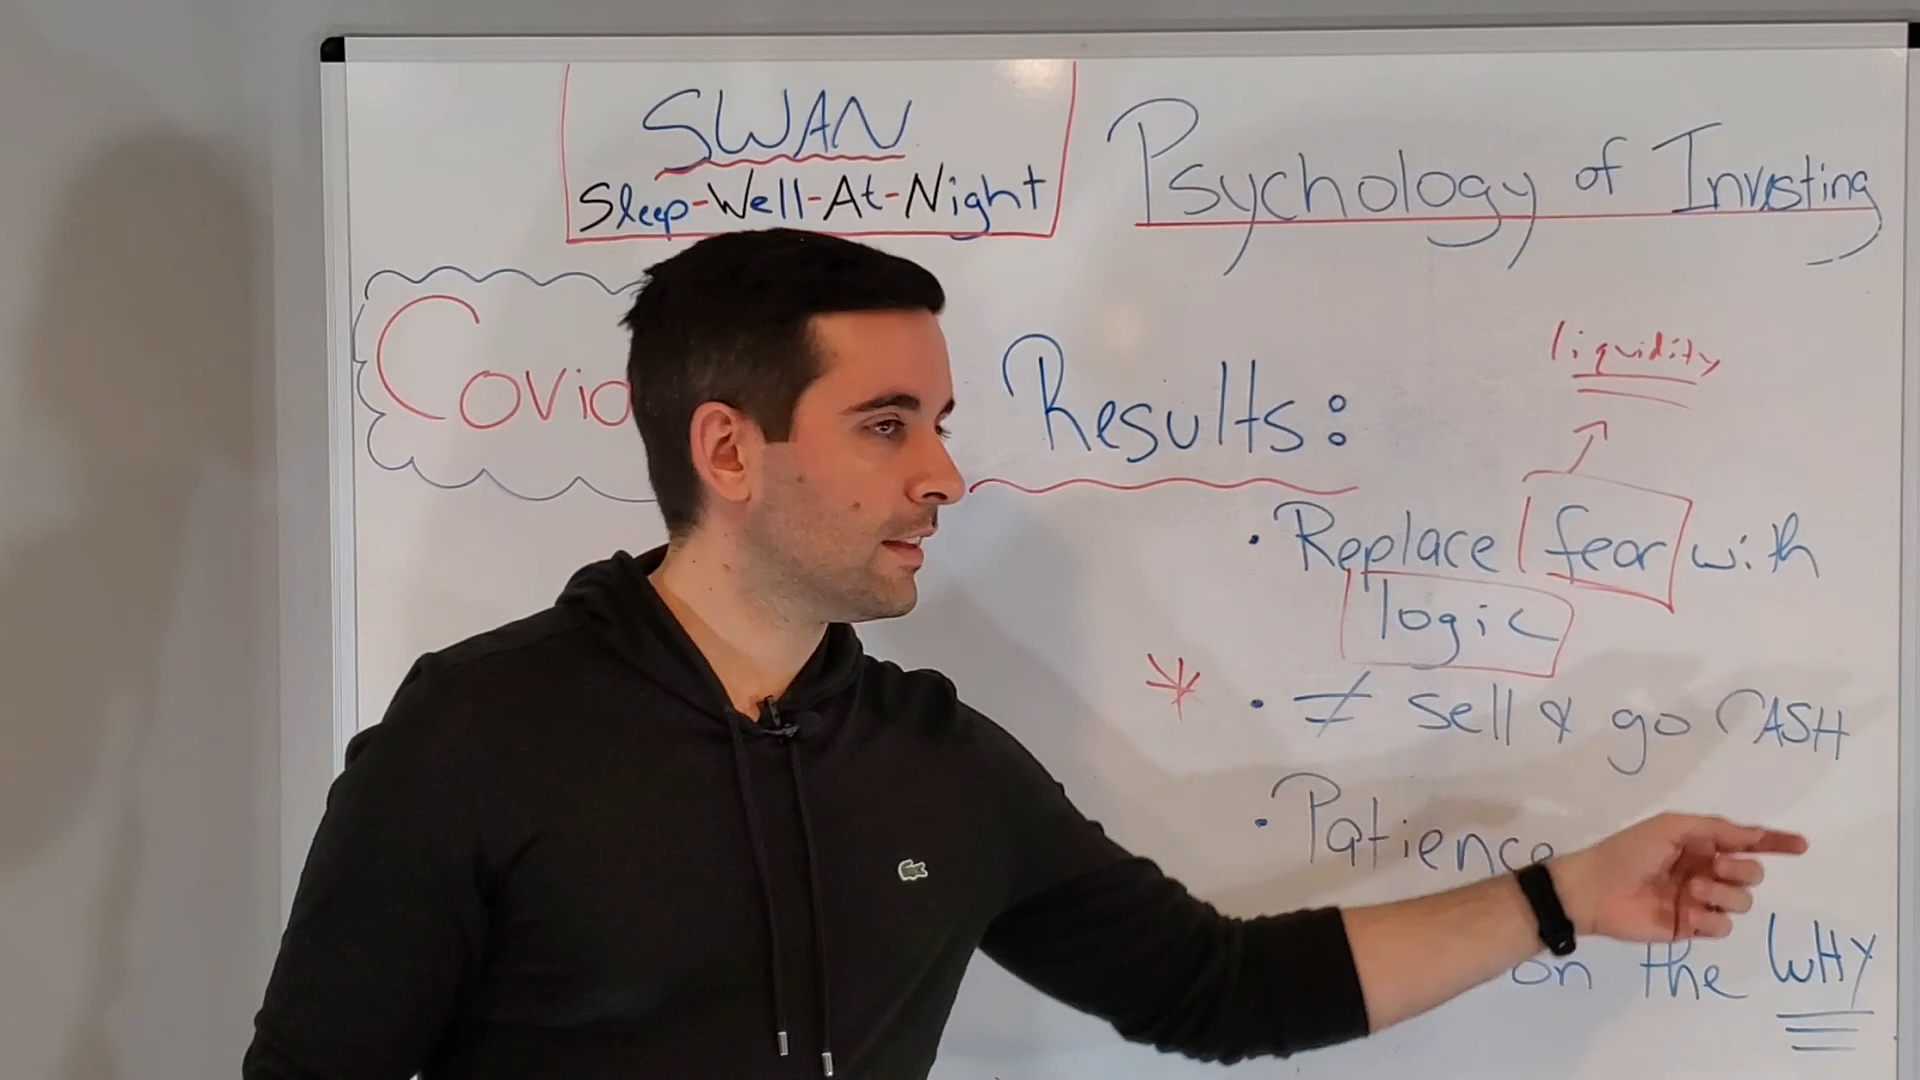 SWAN
Sleep-Well-At-Night
Psychology of Investing
Covid
Results:
liquidity
• Replace fear with
logic
* • ≠ sell & go CASH
• Patience
on the WHY